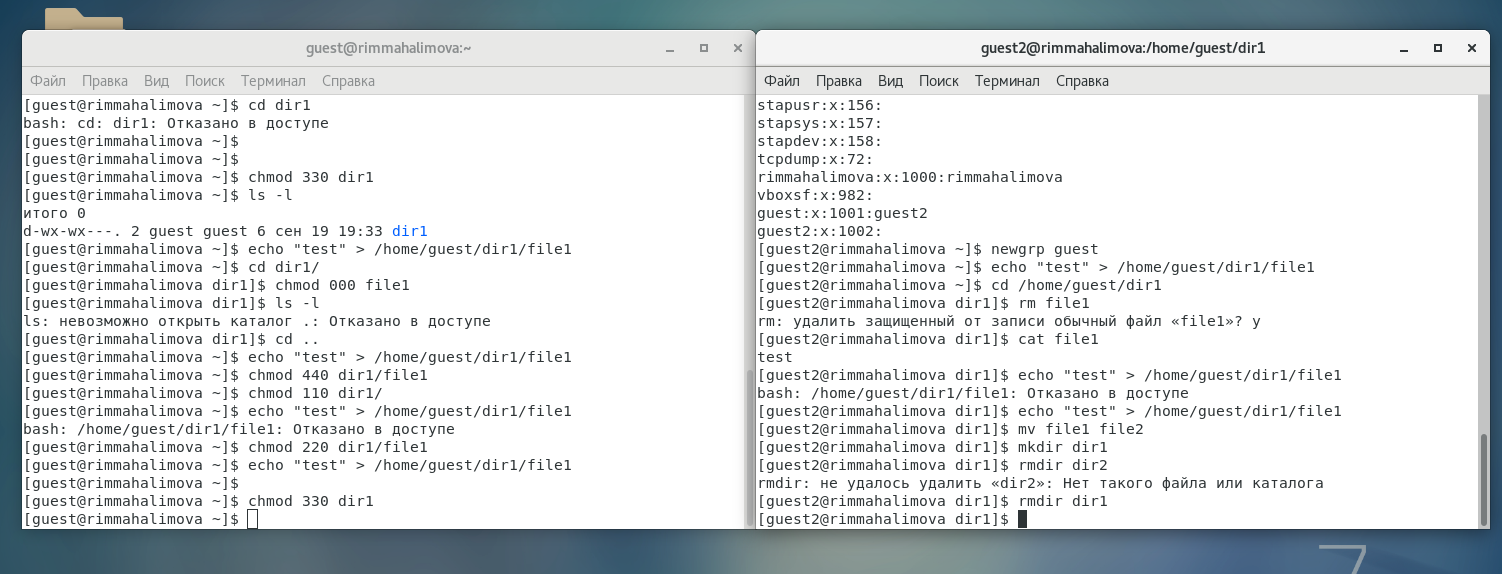 guest@rimmahalimova:~
Файл Правка Вид Поиск Терминал Справка
[guest@rimmahalimova ~]$ cd dir1
bash: cd: dir1: Отказано в доступе
[guest@rimmahalimova ~]$
[guest@rimmahalimova ~]$
[guest@rimmahalimova ~]$ chmod 330 dir1
[guest@rimmahalimova ~]$ ls -l
итого 0
d-wx-wx---. 2 guest guest 6 сен 19 19:33 dir1
[guest@rimmahalimova ~]$ echo "test" > /home/guest/dir1/file1
[guest@rimmahalimova ~]$ cd dir1/
[guest@rimmahalimova dir1]$ chmod 000 file1
[guest@rimmahalimova dir1]$ ls -l
ls: невозможно открыть каталог .: Отказано в доступе
[guest@rimmahalimova dir1]$ cd ..
[guest@rimmahalimova ~]$ echo "test" > /home/guest/dir1/file1
[guest@rimmahalimova ~]$ chmod 440 dir1/file1
[guest@rimmahalimova ~]$ chmod 110 dir1/
[guest@rimmahalimova ~]$ echo "test" > /home/guest/dir1/file1
bash: /home/guest/dir1/file1: Отказано в доступе
[guest@rimmahalimova ~]$ chmod 220 dir1/file1
[guest@rimmahalimova ~]$ echo "test" > /home/guest/dir1/file1
[guest@rimmahalimova ~]$
[guest@rimmahalimova ~]$ chmod 330 dir1
[guest@rimmahalimova ~]$
guest2@rimmahalimova:/home/guest/dir1
Файл Правка Вид Поиск Терминал Справка
stapusr:x:156:
stapsys:x:157:
stapdev:x:158:
tcpdump:x:72:
rimmahalimova:x:1000:rimmahalimova
vboxsf:x:982:
guest:x:1001:guest2
guest2:x:1002:
[guest2@rimmahalimova ~]$ newgrp guest
[guest2@rimmahalimova ~]$ echo "test" > /home/guest/dir1/file1
[guest2@rimmahalimova ~]$ cd /home/guest/dir1
[guest2@rimmahalimova dir1]$ rm file1
rm: удалить защищенный от записи обычный файл «file1»? y
[guest2@rimmahalimova dir1]$ cat file1
test
[guest2@rimmahalimova dir1]$ echo "test" > /home/guest/dir1/file1
bash: /home/guest/dir1/file1: Отказано в доступе
[guest2@rimmahalimova dir1]$ echo "test" > /home/guest/dir1/file1
[guest2@rimmahalimova dir1]$ mv file1 file2
[guest2@rimmahalimova dir1]$ mkdir dir1
[guest2@rimmahalimova dir1]$ rmdir dir2
rmdir: не удалось удалить «dir2»: Нет такого файла или каталога
[guest2@rimmahalimova dir1]$ rmdir dir1
[guest2@rimmahalimova dir1]$
7